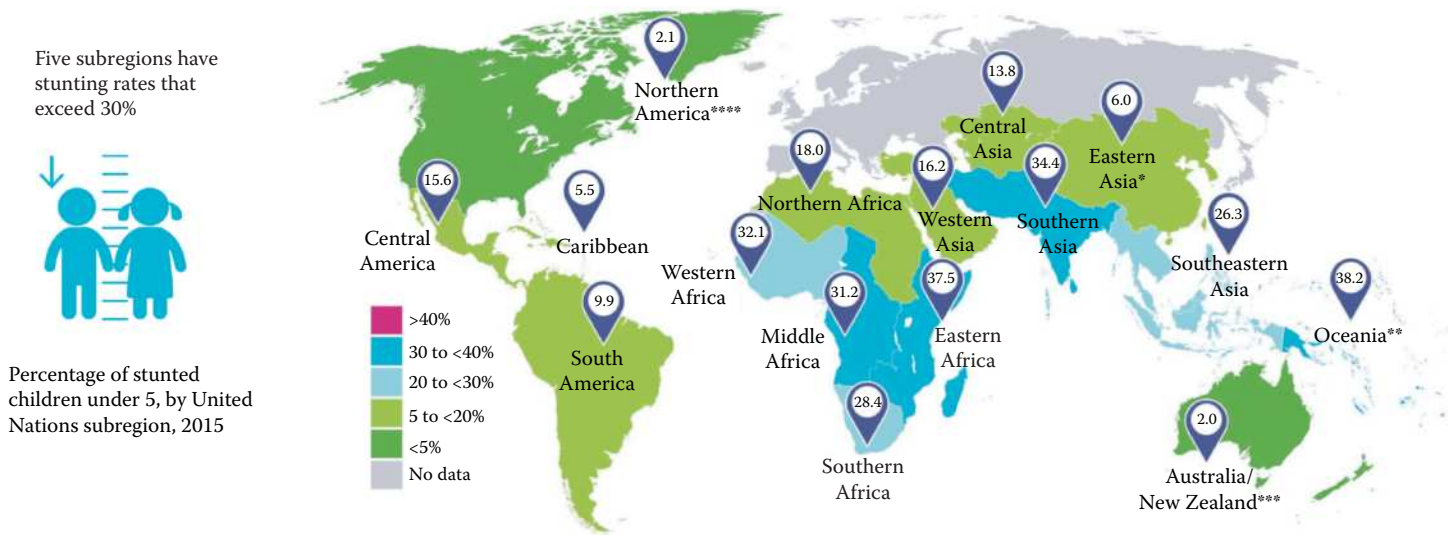 Five subregions have
stunting rates that
exceed 30%
Percentage of stunted
children under 5, by United
Nations subregion, 2015
2.1
Northern
America****
13.8
Central
Asia
6.0
Eastern
Asia*
18.0
Northern Africa
16.2
Western
Asia
34.4
Southern
Asia
15.6
Central
America
5.5
Caribbean
32.1
Western
Africa
26.3
Southeastern
Asia
9.9
South
America
31.2
Middle
Africa
37.5
Eastern
Africa
38.2
Oceania**
28.4
Southern
Africa
2.0
Australia/
New Zealand***
>40%
30 to <40%
20 to <30%
5 to <20%
<5%
No data